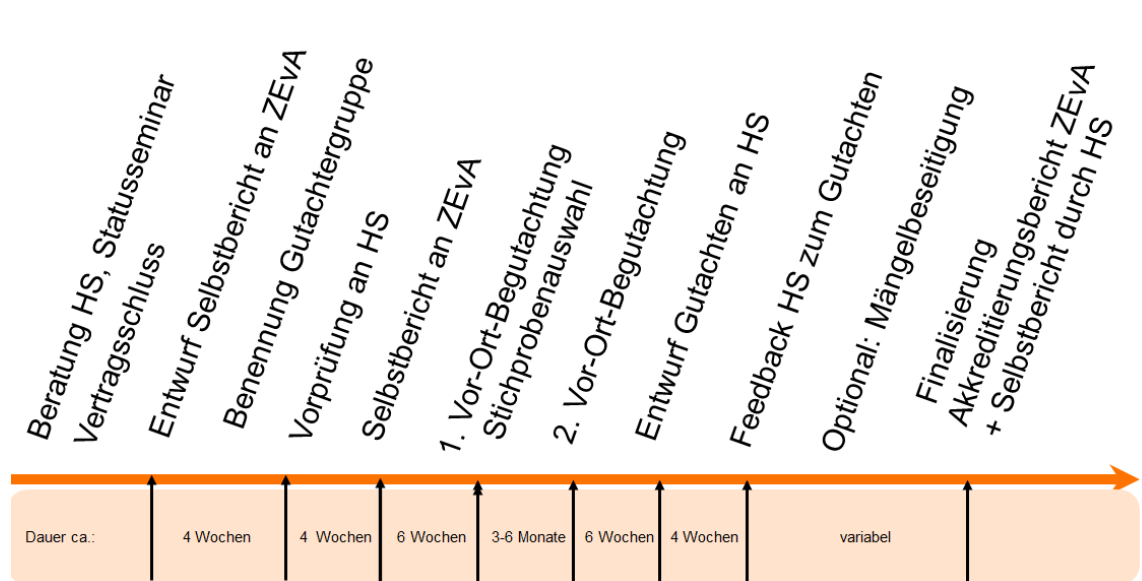 Beratung HS, Statusseminar
Vertragsschluss
Entwurf Selbstbericht an ZEvA
Benennung Gutachtergruppe
Vorprüfung an HS
Selbstbericht an ZEvA
1. Vor-Ort-Begutachtung
Stichprobenauswahl
2. Vor-Ort-Begutachtung
Entwurf Gutachten an HS
Feedback HS zum Gutachten
Optional: Mängelbeseitigung
Finalisierung
Akkreditierungsbericht ZEvA
+ Selbstbericht durch HS
Dauer ca.:
4 Wochen
4 Wochen
6 Wochen
3-6 Monate
6 Wochen
4 Wochen
variabel